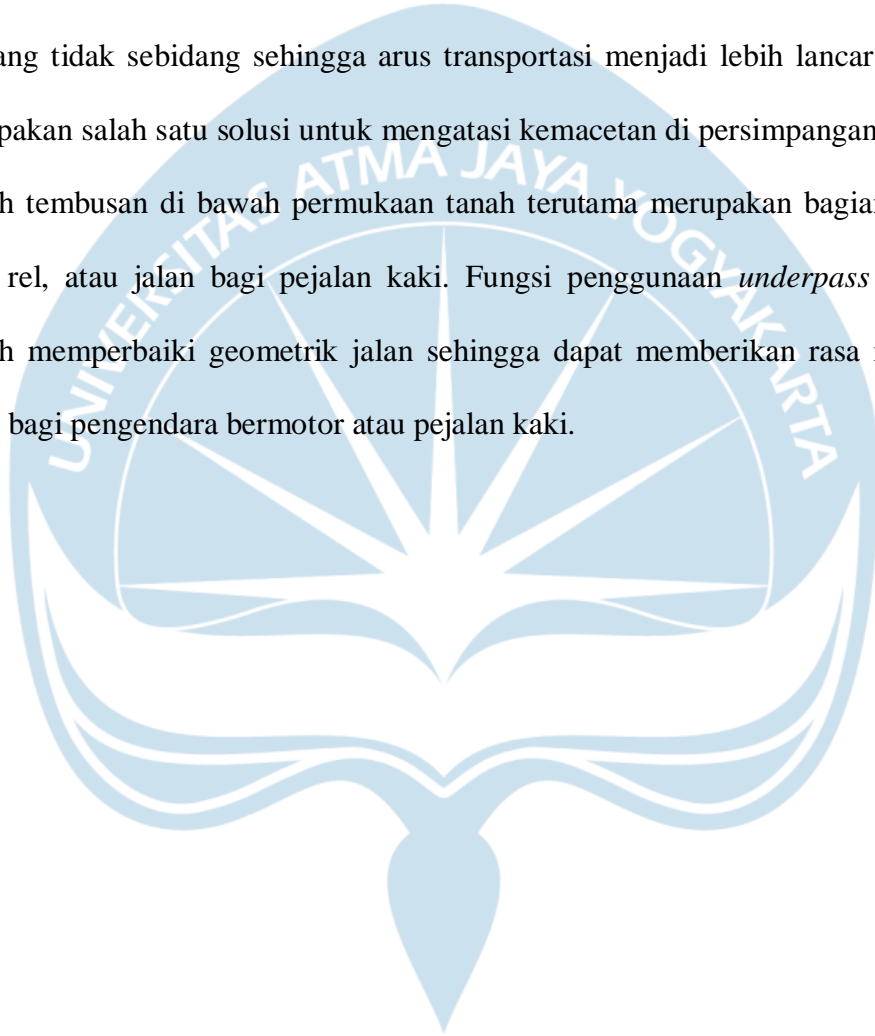 ang tidak sebidang sehingga arus transportasi menjadi lebih lancar
pakan salah satu solusi untuk mengatasi kemacetan di persimpangan
h tembusan di bawah permukaan tanah terutama merupakan bagian
rel, atau jalan bagi pejalan kaki. Fungsi penggunaan underpass
h memperbaiki geometrik jalan sehingga dapat memberikan rasa
bagi pengendara bermotor atau pejalan kaki.
UNIVERSITAS ATMA JAYA YOGYAKARTA